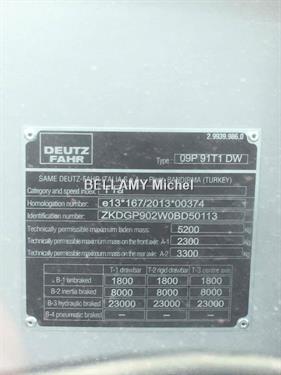 2.9939.986.0
DEUTZ
FAHR
Type : 09P 91T1 DW
SAME DEUTZ-FAHR ITALIA S.p.A. BANDIRMA (TURKEY)
BELLAMY Michel
Category and speed index: T1a
Homologation number: e13*167/2013*00374
Identification number: ZKDGP902W0BD50113
Technically permissible maximum laden mass: 5200
Technically permissible maximum mass on the front axle: A-1 2300
Technically permissible maximum mass on the rear axle: A-2 3300
T-1 drawbar T-2 rigid drawbar T-3 centre axle
B-1 unbraked 1800 1800 1800
B-2 inertia braked 8000 8000 8000
B-3 hydraulic braked 23000 23000 23000
B-4 pneumatic braked - - -